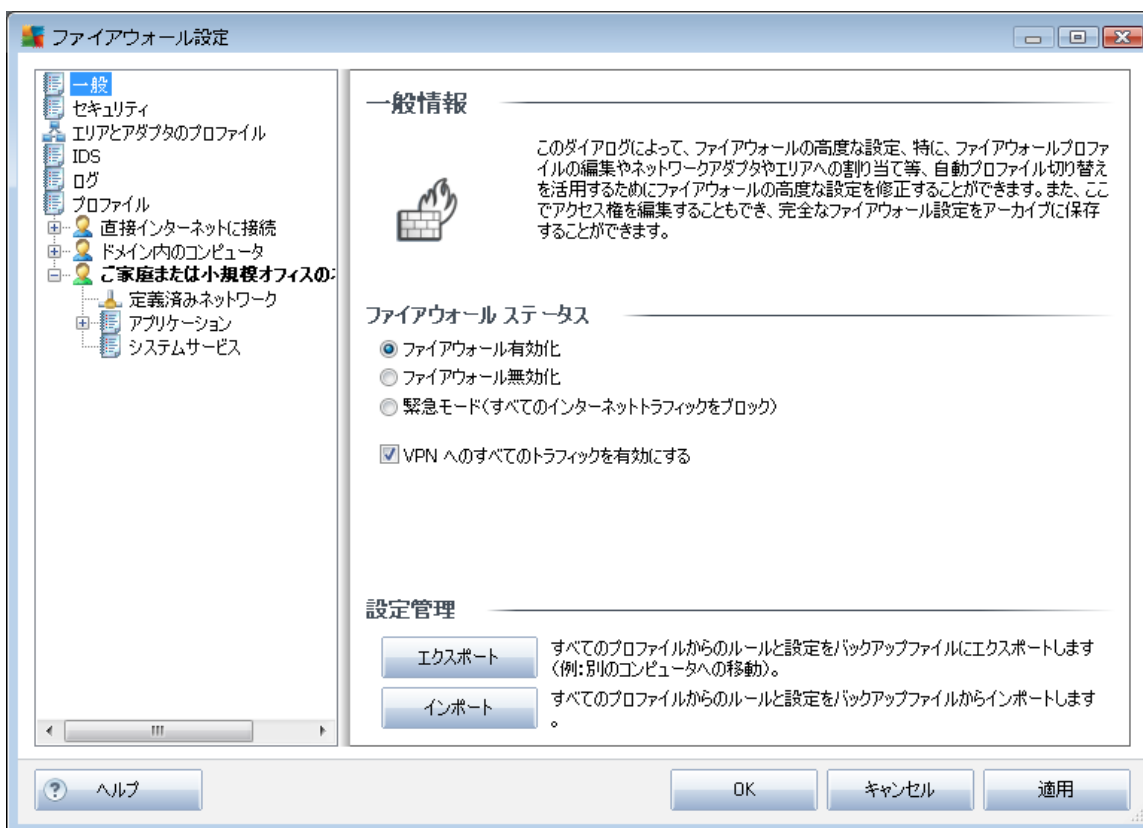 ファイアウォール設定
一般
セキュリティ
エリアとアダプタのプロファイル
IDS
ログ
プロファイル
直接インターネットに接続
ドメイン内のコンピュータ
ご家庭または小規模オフィスの
定義済みネットワーク
アプリケーション
システムサービス
一般情報
このダイアログによって、ファイアウォールの高度な設定、特に、ファイアウォールプロファ
イルの編集やネットワークアダプタやエリアへの割り当て等、自動プロファイル切り替え
を活用するためにファイアウォールの高度な設定を修正することができます。また、ここ
でアクセス権を編集することもでき、完全なファイアウォール設定をアーカイブに保存
することができます。
ファイアウォール ステータス
ファイアウォール有効化
ファイアウォール無効化
緊急モード(すべてのインターネットトラフィックをブロック)
VPN へのすべてのトラフィックを有効にする
設定管理
エクスポート
すべてのプロファイルからのルールと設定をバックアップファイルにエクスポートします
(例:別のコンピュータへの移動)。
インポート
すべてのプロファイルからのルールと設定をバックアップファイルからインポートします
。
ヘルプ
OK
キャンセル
適用